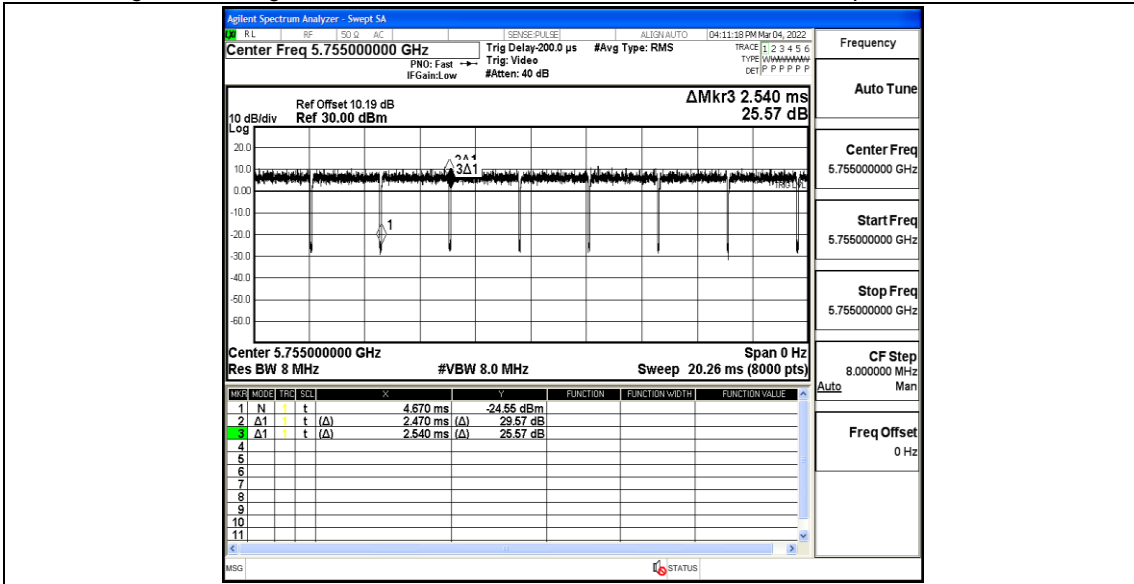 Agilent Spectrum Analyzer - Swept SA
RL RF 50 Ω AC SENSE:PULSE ALIGN AUTO 04:11:18 PM Mar 04, 2022
Center Freq 5.755000000 GHz Trig Delay-200.0 µs #Avg Type: RMS TRACE 1 2 3 4 5 6
PNO: Fast Trig: Video TYPE
IFGain:Low #Atten: 40 dB DET P P P P P P
Frequency
ΔMkr3 2.540 ms
25.57 dB
Ref Offset 10.19 dB
10 dB/div Ref 30.00 dBm
Log
20.0
10.0
0.00
-10.0
-20.0
-30.0
-40.0
-50.0
-60.0
3Δ1
TRIG LVL
1
Center 5.755000000 GHz Span 0 Hz
Res BW 8 MHz #VBW 8.0 MHz Sweep 20.26 ms (8000 pts)
MKR MODE TRC SCL X Y FUNCTION FUNCTION WIDTH FUNCTION VALUE
1 N 1 t 4.670 ms -24.55 dBm
2 Δ1 1 t (Δ) 2.470 ms (Δ) 29.57 dB
3 Δ1 1 t (Δ) 2.540 ms (Δ) 25.57 dB
4
5
6
7
8
9
10
11
MSG STATUS
Auto Tune
Center Freq
5.755000000 GHz
Start Freq
5.755000000 GHz
Stop Freq
5.755000000 GHz
CF Step
8.000000 MHz
Auto Man
Freq Offset
0 Hz